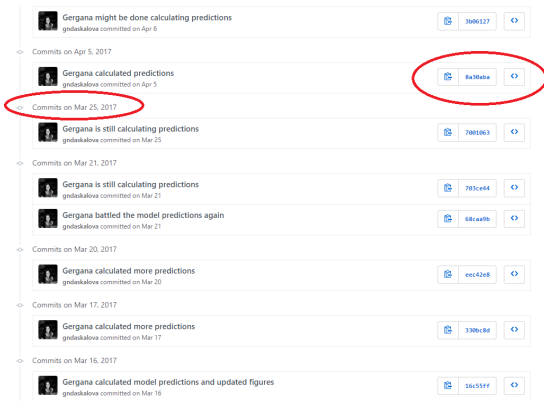 Gergana might be done calculating predictions
gndaskalova committed on Apr 6
3b06127
Commits on Apr 5, 2017
Gergana calculated predictions
gndaskalova committed on Apr 5
8a30aba
Commits on Mar 25, 2017
Gergana is still calculating predictions
gndaskalova committed on Mar 25
7001063
Commits on Mar 21, 2017
Gergana is still calculating predictions
gndaskalova committed on Mar 21
703ce44
Gergana battled the model predictions again
gndaskalova committed on Mar 21
68caa9b
Commits on Mar 20, 2017
Gergana calculated more predictions
gndaskalova committed on Mar 20
eec42e8
Commits on Mar 17, 2017
Gergana calculated more predictions
gndaskalova committed on Mar 17
330bc8d
Commits on Mar 16, 2017
Gergana calculated model predictions and updated figures
gndaskalova committed on Mar 16
16c55ff